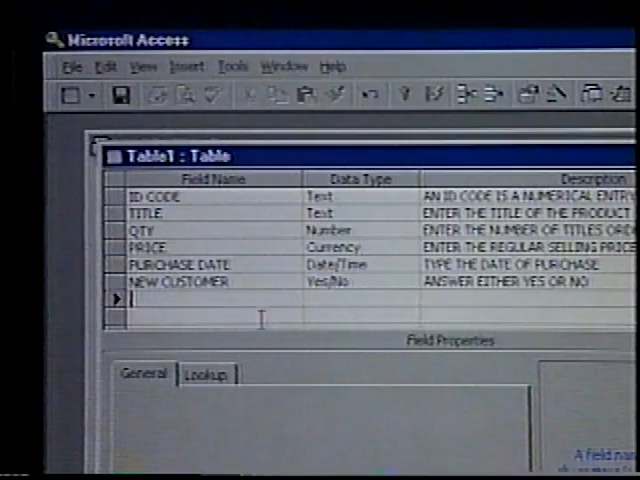 Microsoft Access
File Edit View Insert Tools Window Help
Table1 : Table
Field Name Data Type Description
ID CODE Text AN ID CODE IS A NUMERICAL ENTRY
TITLE Text ENTER THE TITLE OF THE PRODUCT
QTY Number ENTER THE NUMBER OF TITLES ORD
PRICE Currency ENTER THE REGULAR SELLING PRICE
PURCHASE DATE Date/Time TYPE THE DATE OF PURCHASE
NEW CUSTOMER Yes/No ANSWER EITHER YES OR NO
Field Properties
General Lookup
A field nam